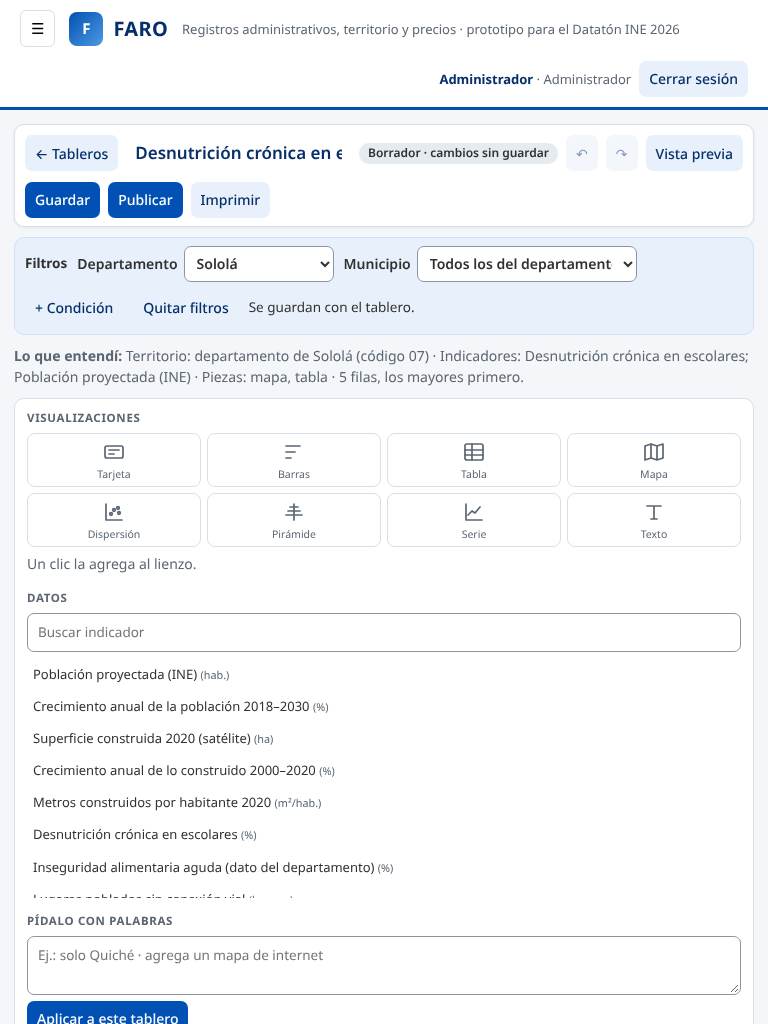 ☰ F FARO Registros administrativos, territorio y precios · prototipo para el Datatón INE 2026
Administrador · Administrador Cerrar sesión
← Tableros Desnutrición crónica en e Borrador · cambios sin guardar ↶ ↷ Vista previa
Guardar Publicar Imprimir
Filtros Departamento Sololá Municipio Todos los del departament
+ Condición Quitar filtros Se guardan con el tablero.
Lo que entendí: Territorio: departamento de Sololá (código 07) · Indicadores: Desnutrición crónica en escolares;
Población proyectada (INE) · Piezas: mapa, tabla · 5 filas, los mayores primero.
VISUALIZACIONES
Tarjeta Barras Tabla Mapa
Dispersión Pirámide Serie Texto
Un clic la agrega al lienzo.
DATOS
Buscar indicador
Población proyectada (INE) (hab.)
Crecimiento anual de la población 2018–2030 (%)
Superficie construida 2020 (satélite) (ha)
Crecimiento anual de lo construido 2000–2020 (%)
Metros construidos por habitante 2020 (m²/hab.)
Desnutrición crónica en escolares (%)
Inseguridad alimentaria aguda (dato del departamento) (%)
Lugares poblados sin conexión vial
PÍDALO CON PALABRAS
Ej.: solo Quiché · agrega un mapa de internet
Aplicar a este tablero